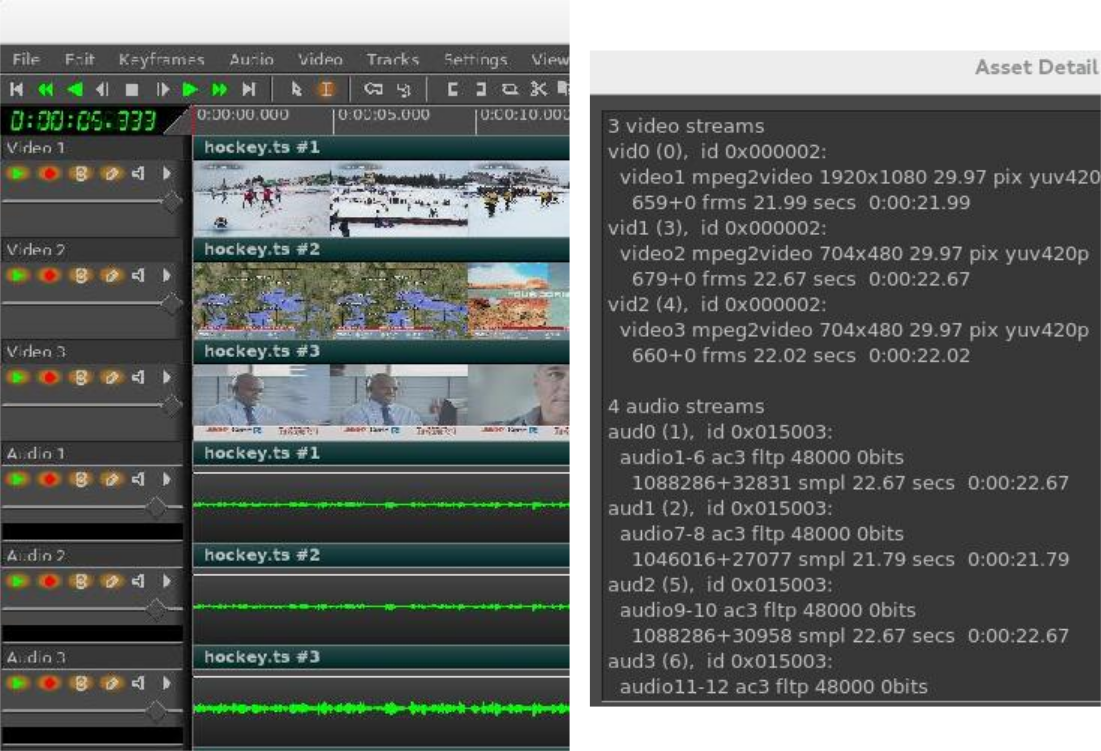 File Edit Keyframes Audio Video Tracks Settings View
0:00:05.333
0:00:00.000 0:00:05.000 0:00:10.000
Video 1
hockey.ts #1
Video 2
hockey.ts #2
Video 3
hockey.ts #3
Audio 1
hockey.ts #1
Audio 2
hockey.ts #2
Audio 3
hockey.ts #3
Asset Detail
3 video streams
vid0 (0), id 0x000002:
video1 mpeg2video 1920x1080 29.97 pix yuv420
659+0 frms 21.99 secs 0:00:21.99
vid1 (3), id 0x000002:
video2 mpeg2video 704x480 29.97 pix yuv420p
679+0 frms 22.67 secs 0:00:22.67
vid2 (4), id 0x000002:
video3 mpeg2video 704x480 29.97 pix yuv420p
660+0 frms 22.02 secs 0:00:22.02
4 audio streams
aud0 (1), id 0x015003:
audio1-6 ac3 fltp 48000 0bits
1088286+32831 smpl 22.67 secs 0:00:22.67
aud1 (2), id 0x015003:
audio7-8 ac3 fltp 48000 0bits
1046016+27077 smpl 21.79 secs 0:00:21.79
aud2 (5), id 0x015003:
audio9-10 ac3 fltp 48000 0bits
1088286+30958 smpl 22.67 secs 0:00:22.67
aud3 (6), id 0x015003:
audio11-12 ac3 fltp 48000 0bits